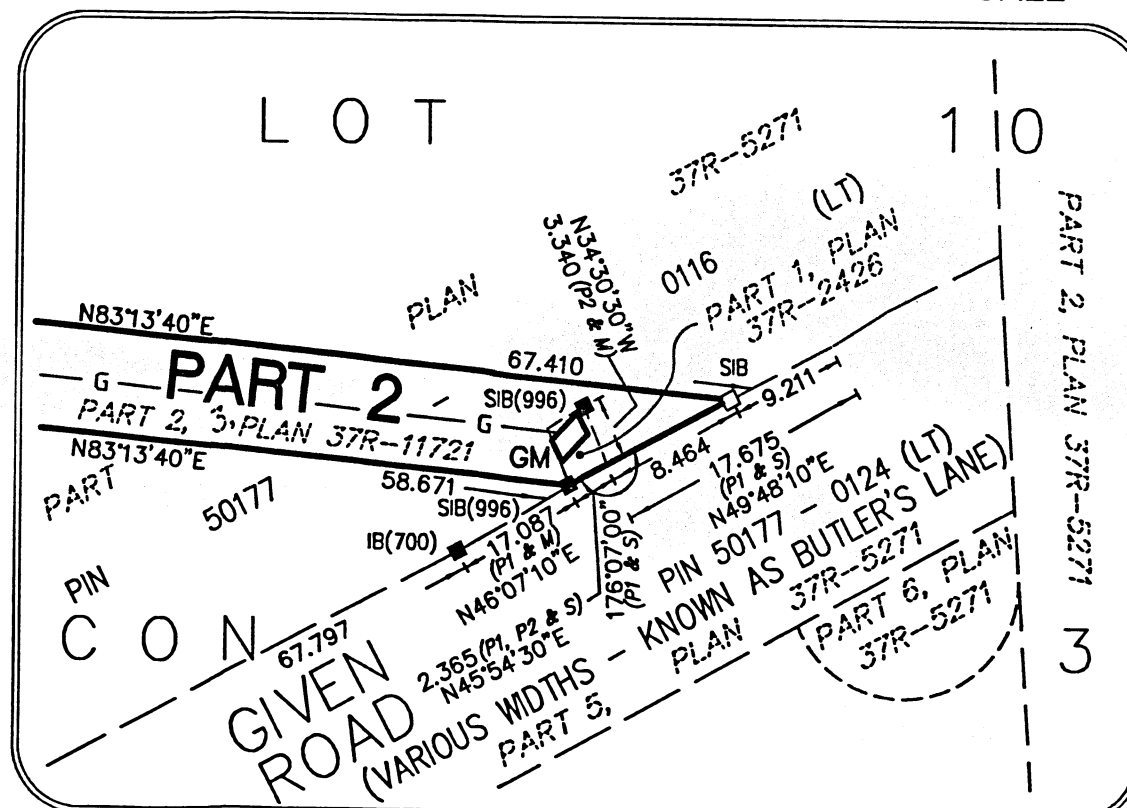 LOT
10
37R-5271
(LT)
0116
PART 1, PLAN
37R-2426
N34°30'30"W
3.340 (P2 & M)
PLAN
N83°13'40"E
67.410
SIB
9.211
G
PART 2
SIB(996)
T
G
PART 2, 3, PLAN 37R-11721
GM
8.464
17.675
(P1 & S)
N49°48'10"E
N83°13'40"E
58.671
SIB(996)
PART
50177
IB(700)
17.087
(P1 & M)
N46°07'10"E
176°07'00"
(P1 & S)
PIN
CON
3
67.797
2.365 (P1, P2 & S)
N45°54'30"E
GIVEN
ROAD
PIN 50177 - 0124 (LT)
(VARIOUS WIDTHS - KNOWN AS BUTLER'S LANE)
37R-5271
PART 5, PLAN
PART 6, PLAN
37R-5271
PART 2, PLAN 37R-5271